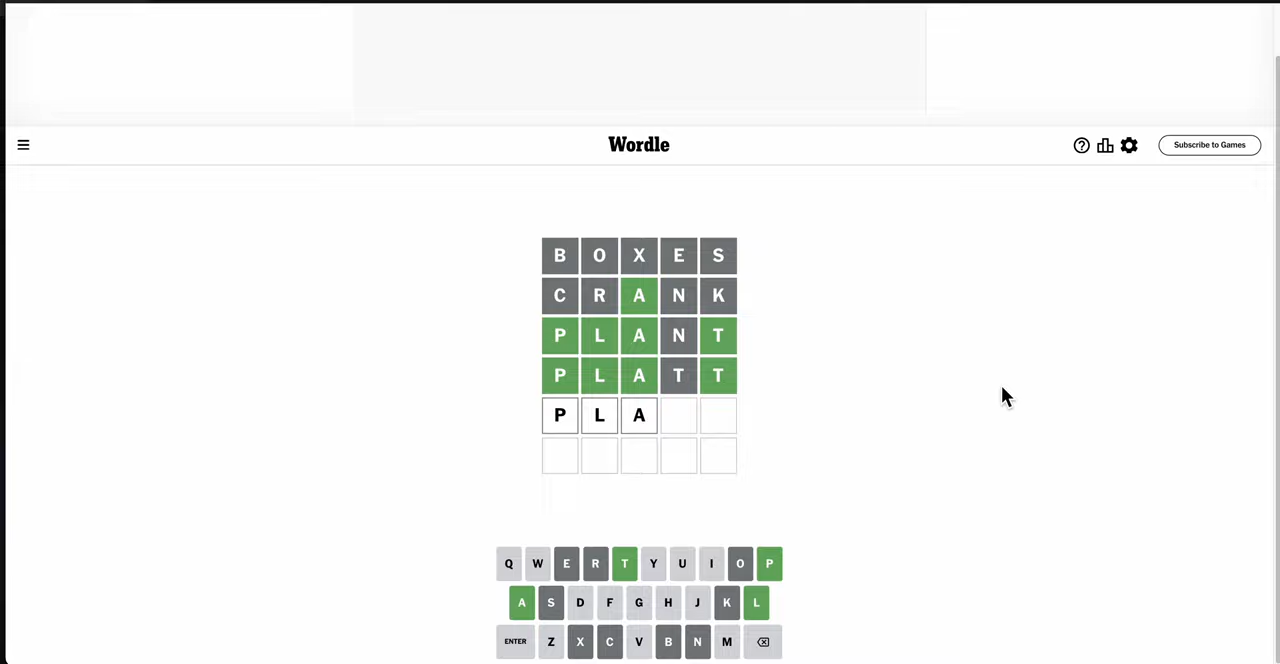 Wordle
Subscribe to Games
B O X E S
C R A N K
P L A N T
P L A T T
P L A
Q W E R T Y U I O P
A S D F G H J K L
ENTER Z X C V B N M